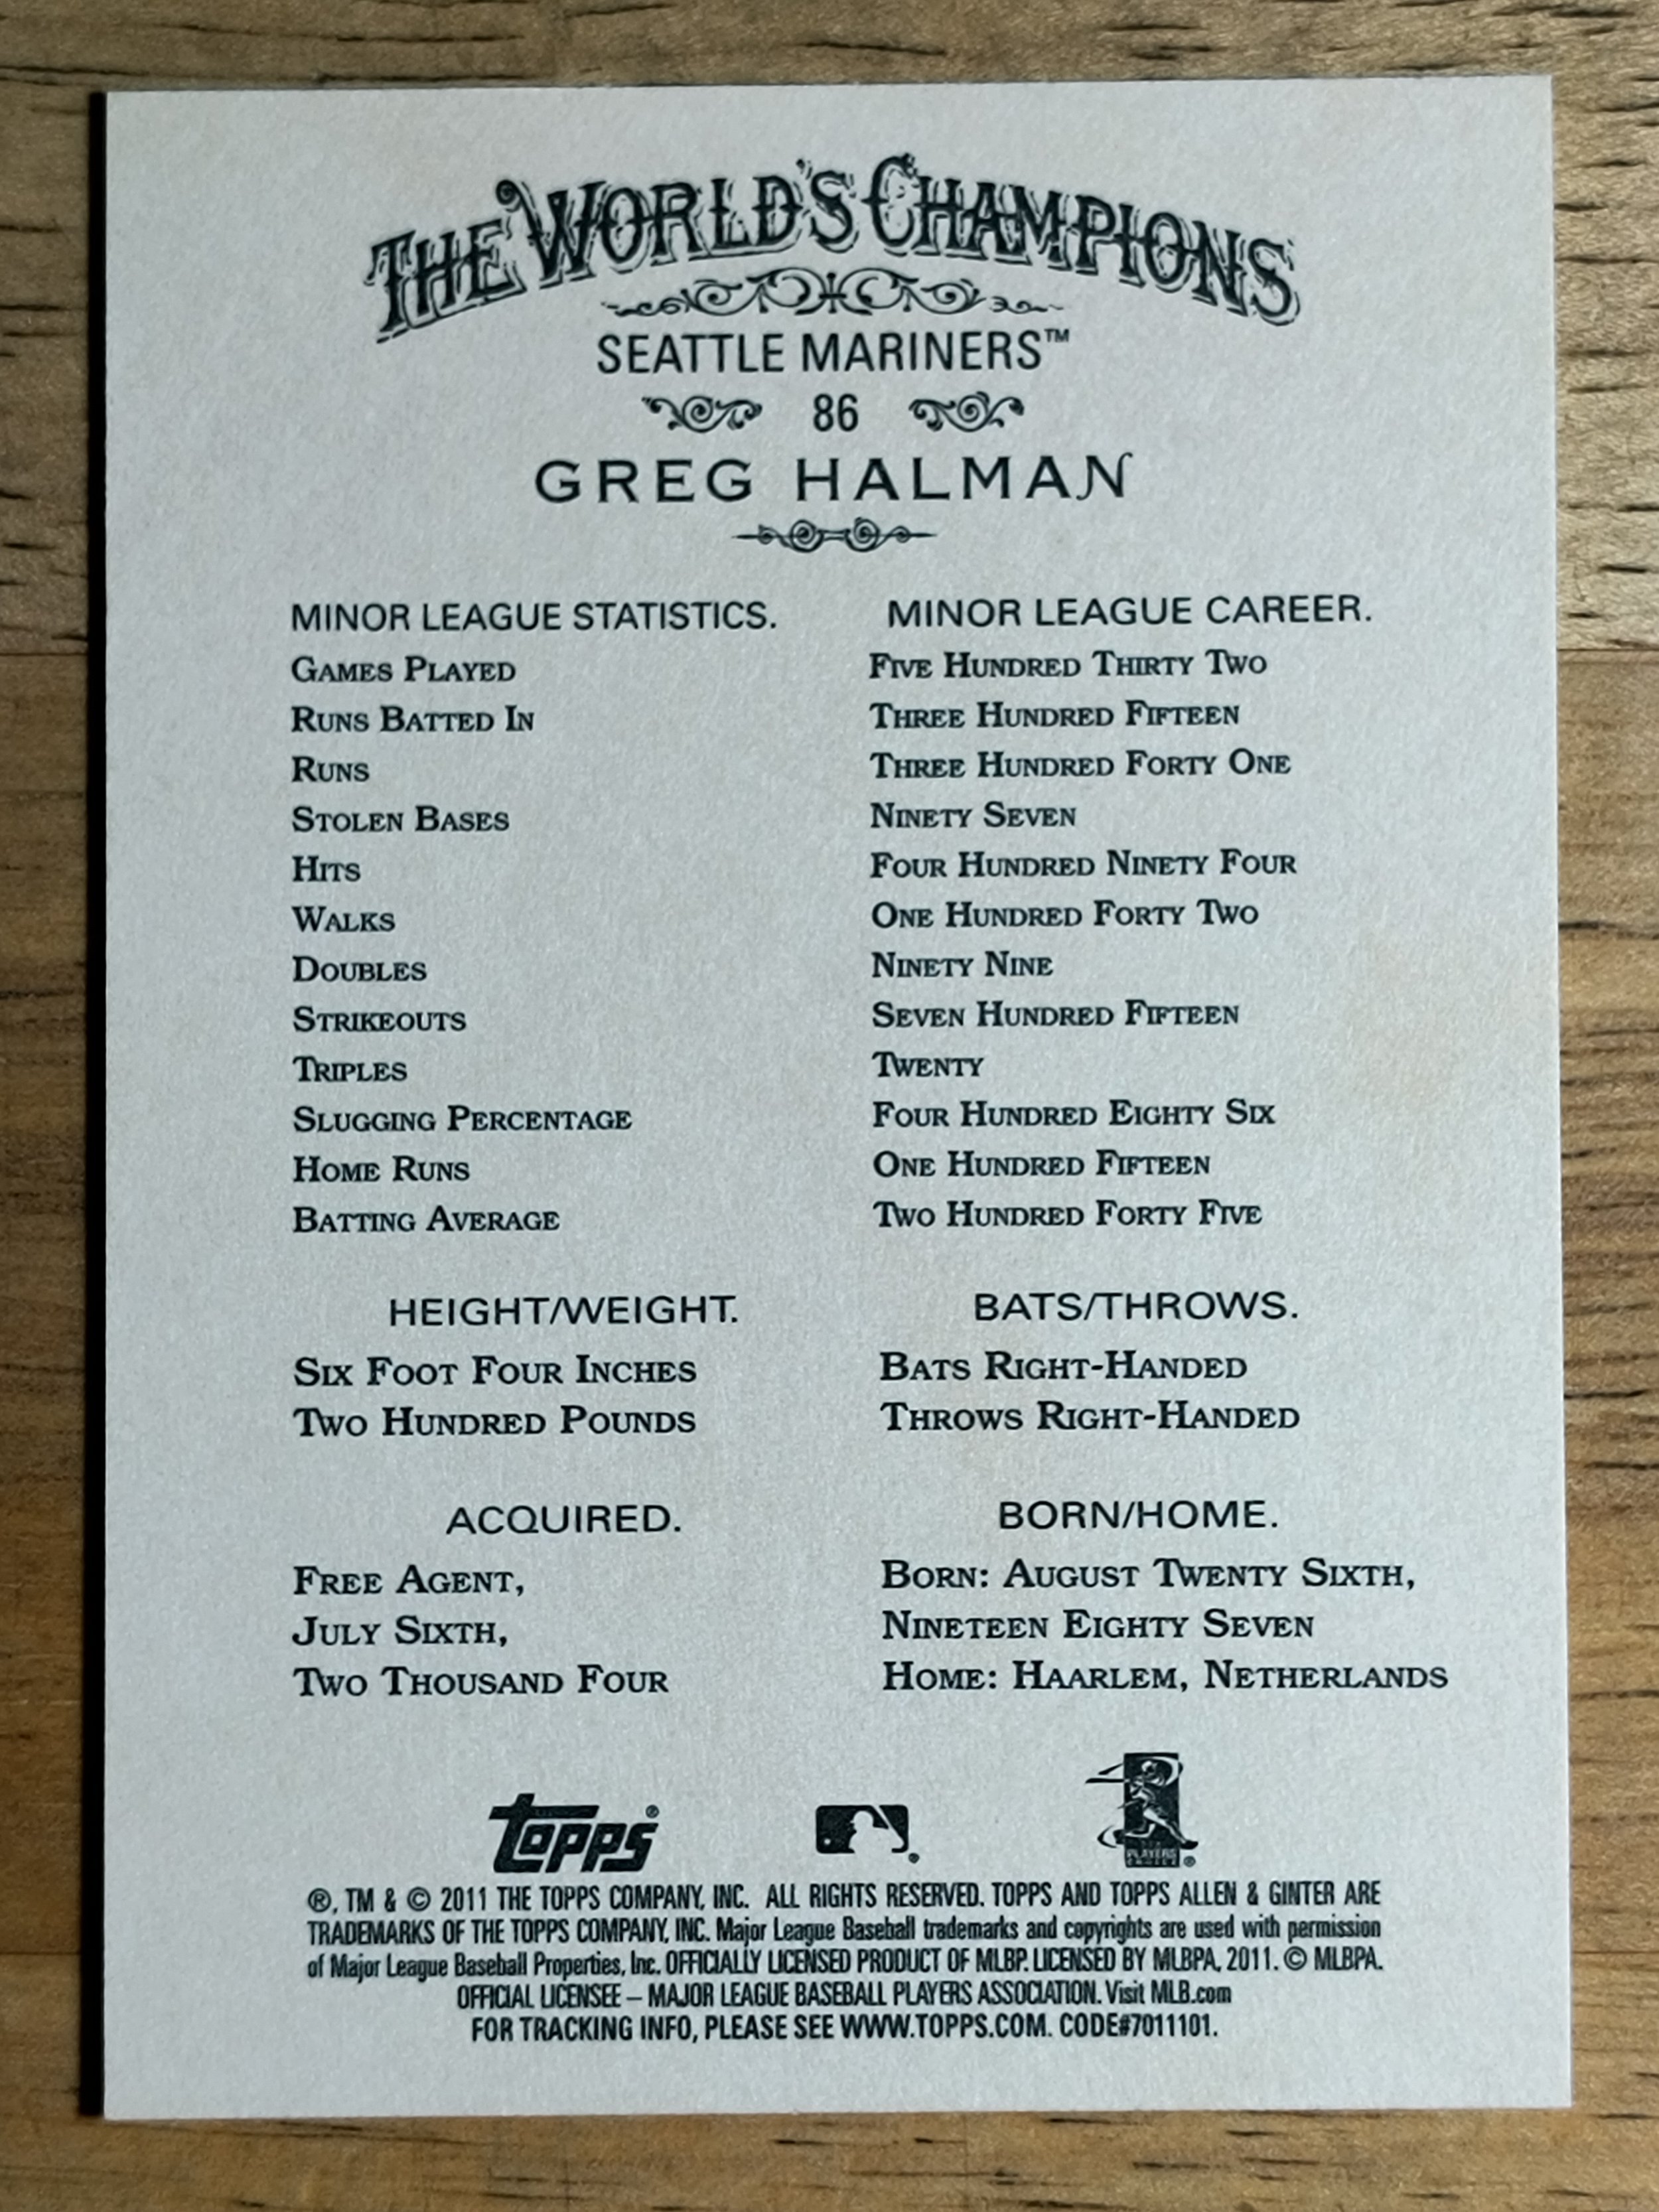 THE WORLD'S CHAMPIONS
SEATTLE MARINERS™
86
GREG HALMAN
MINOR LEAGUE STATISTICS. MINOR LEAGUE CAREER.
GAMES PLAYED FIVE HUNDRED THIRTY TWO
RUNS BATTED IN THREE HUNDRED FIFTEEN
RUNS THREE HUNDRED FORTY ONE
STOLEN BASES NINETY SEVEN
HITS FOUR HUNDRED NINETY FOUR
WALKS ONE HUNDRED FORTY TWO
DOUBLES NINETY NINE
STRIKEOUTS SEVEN HUNDRED FIFTEEN
TRIPLES TWENTY
SLUGGING PERCENTAGE FOUR HUNDRED EIGHTY SIX
HOME RUNS ONE HUNDRED FIFTEEN
BATTING AVERAGE TWO HUNDRED FORTY FIVE
HEIGHT/WEIGHT.
SIX FOOT FOUR INCHES
TWO HUNDRED POUNDS
BATS/THROWS.
BATS RIGHT-HANDED
THROWS RIGHT-HANDED
ACQUIRED.
FREE AGENT,
JULY SIXTH,
TWO THOUSAND FOUR
BORN/HOME.
BORN: AUGUST TWENTY SIXTH,
NINETEEN EIGHTY SEVEN
HOME: HAARLEM, NETHERLANDS
Topps®
®
PLAYERS
CHOICE®
®, TM & © 2011 THE TOPPS COMPANY, INC. ALL RIGHTS RESERVED. TOPPS AND TOPPS ALLEN & GINTER ARE
TRADEMARKS OF THE TOPPS COMPANY, INC. Major League Baseball trademarks and copyrights are used with permission
of Major League Baseball Properties, Inc. OFFICIALLY LICENSED PRODUCT OF MLBP. LICENSED BY MLBPA, 2011. © MLBPA.
OFFICIAL LICENSEE – MAJOR LEAGUE BASEBALL PLAYERS ASSOCIATION. Visit MLB.com
FOR TRACKING INFO, PLEASE SEE WWW.TOPPS.COM. CODE#7011101.